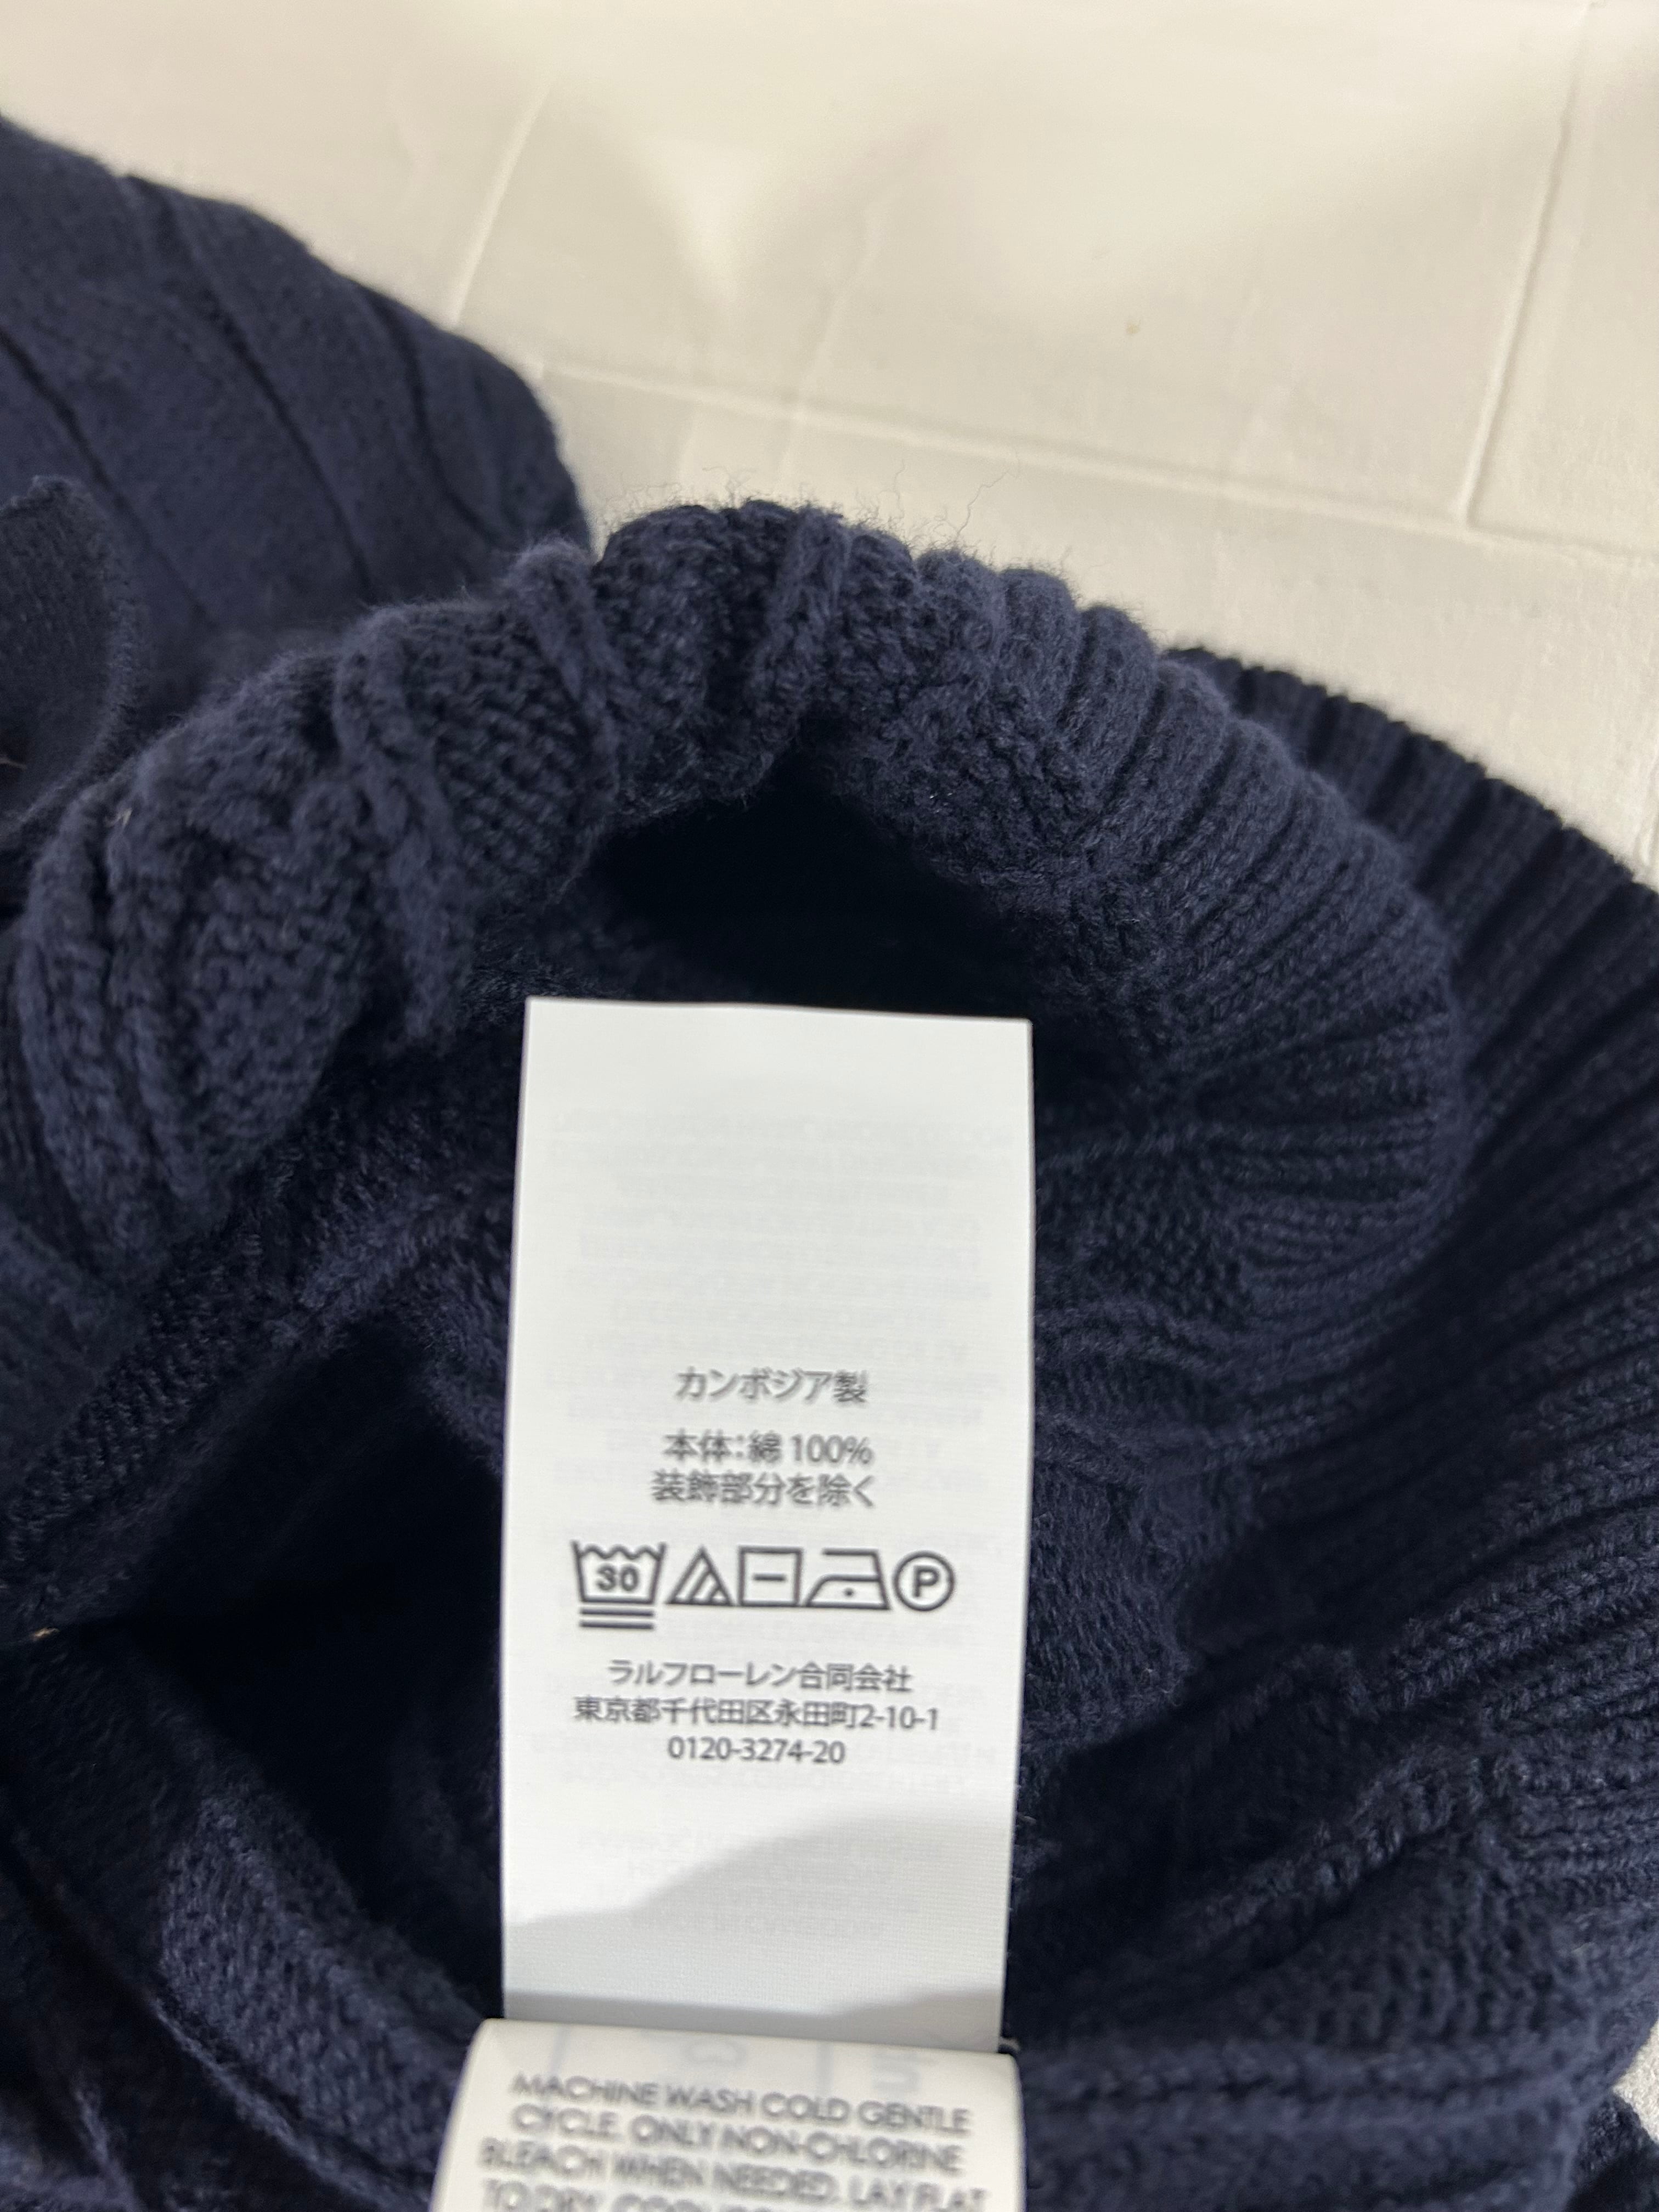 カンボジア製
本体:綿 100%
装飾部分を除く
30
P
ラルフローレン合同会社
東京都千代田区永田町2-10-1
0120-3274-20
MACHINE WASH COLD GENTLE
CYCLE. ONLY NON-CHLORINE
BLEACH WHEN NEEDED. LAY FLAT
TO DRY.